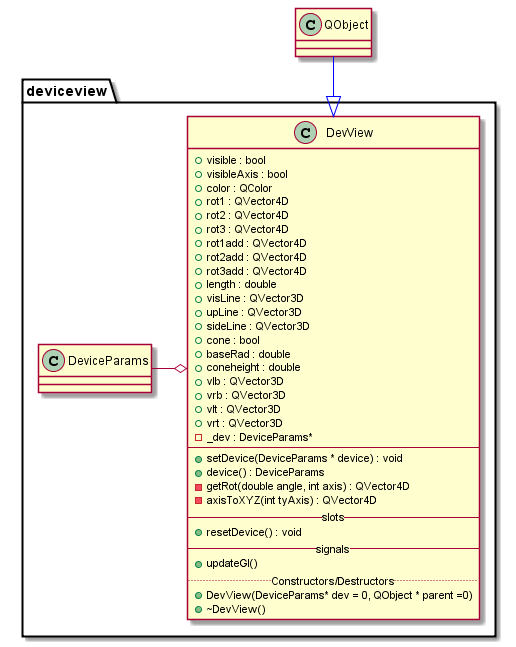 C QObject
deviceview
C DevView
visible : bool
visibleAxis : bool
color : QColor
rot1 : QVector4D
rot2 : QVector4D
rot3 : QVector4D
rot1add : QVector4D
rot2add : QVector4D
rot3add : QVector4D
length : double
visLine : QVector3D
upLine : QVector3D
sideLine : QVector3D
cone : bool
baseRad : double
coneheight : double
vlb : QVector3D
vrb : QVector3D
vlt : QVector3D
vrt : QVector3D
_dev : DeviceParams*
C DeviceParams
setDevice(DeviceParams * device) : void
device() : DeviceParams
getRot(double angle, int axis) : QVector4D
axisToXYZ(int tyAxis) : QVector4D
slots
resetDevice() : void
signals
updateGl()
Constructors/Destructors
DevView(DeviceParams* dev = 0, QObject * parent =0)
~DevView()